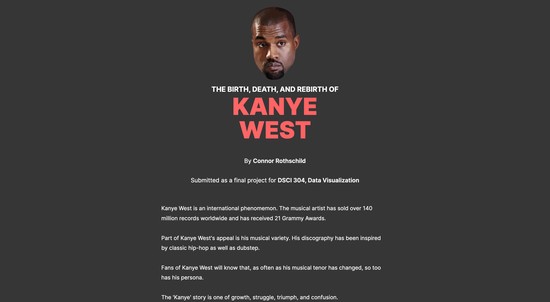 THE BIRTH, DEATH, AND REBIRTH OF
KANYE
WEST
By Connor Rothschild
Submitted as a final project for DSCI 304, Data Visualization
Kanye West is an international phenomemon. The musical artist has sold over 140
million records worldwide and has received 21 Grammy Awards.
Part of Kanye West's appeal is his musical variety. His discography has been inspired
by classic hip-hop as well as dubstep.
Fans of Kanye West will know that, as often as his musical tenor has changed, so too
has his persona.
The 'Kanye' story is one of growth, struggle, triumph, and confusion.